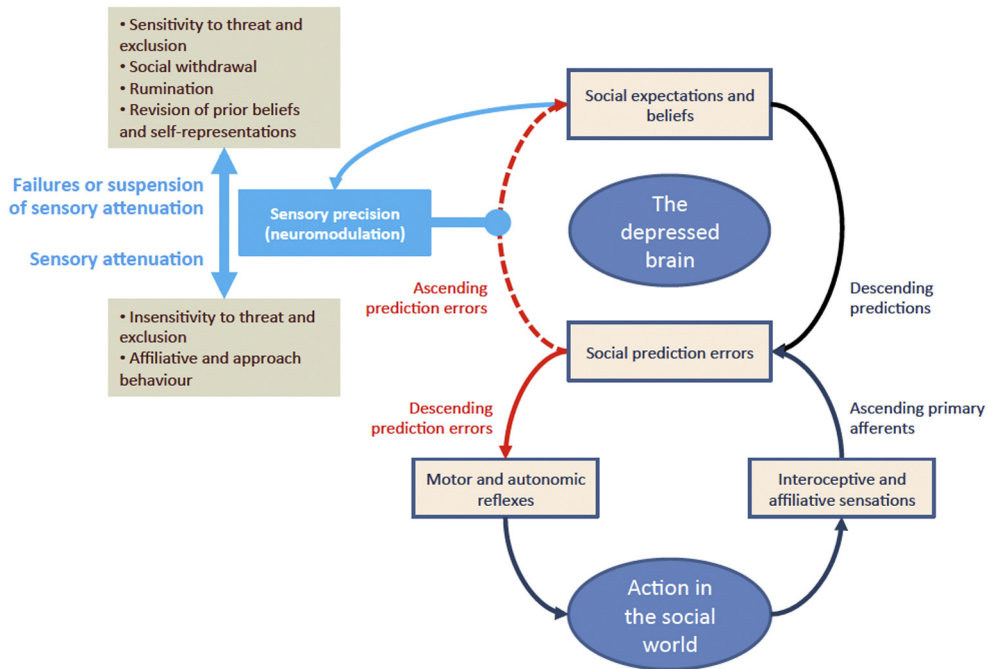 • Sensitivity to threat and
exclusion
• Social withdrawal
• Rumination
• Revision of prior beliefs
and self-representations
Failures or suspension
of sensory attenuation
Sensory attenuation
• Insensitivity to threat and
exclusion
• Affiliative and approach
behaviour
Sensory precision
(neuromodulation)
Social expectations and
beliefs
The
depressed
brain
Ascending
prediction errors
Descending
predictions
Social prediction errors
Descending
prediction errors
Ascending primary
afferents
Motor and autonomic
reflexes
Interoceptive and
affiliative sensations
Action in
the social
world